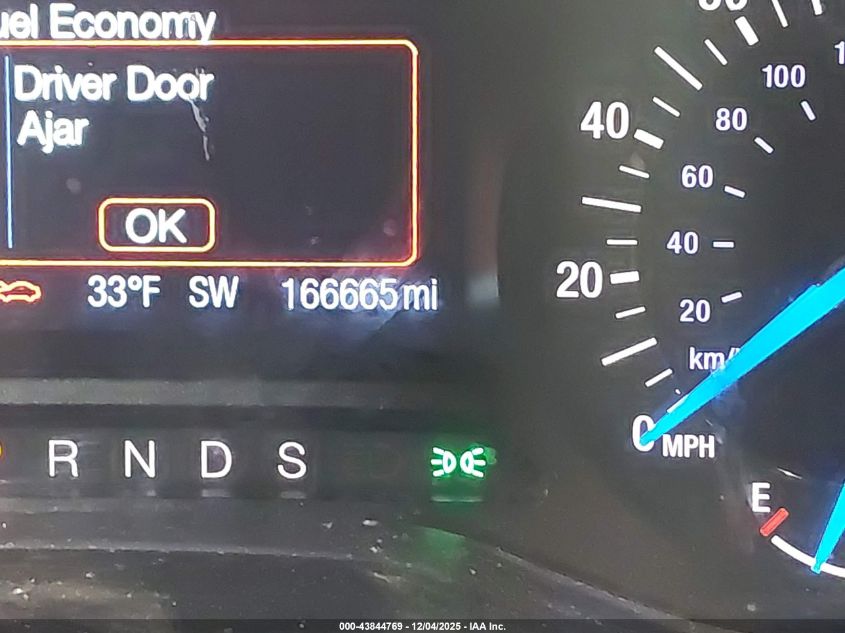 uel Economy
Driver Door
Ajar
OK
33°F SW 166665mi
R N D S
40
20
0 MPH
100
80
60
40
20
km/
E
000-43844769 - 12/04/2025 - IAA Inc.